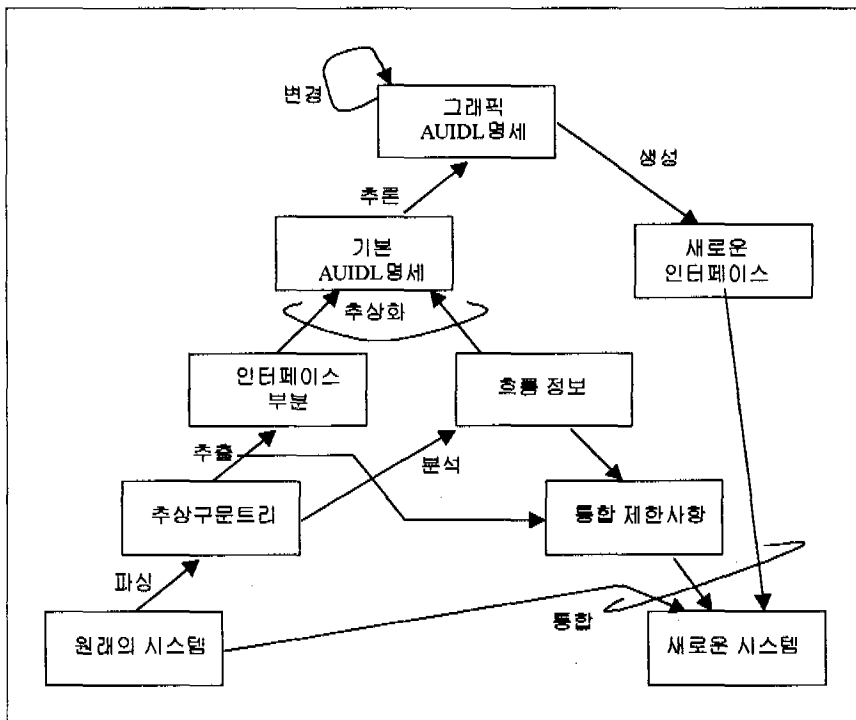 변경
그래픽
AUIDL명세
생성
추론
기본
AUIDL명세
새로운
인터페이스
추상화
인터페이스
부분
흐름 정보
추출
분석
추상구문트리
통합 제한사항
파싱
통합
원래의 시스템
새로운 시스템